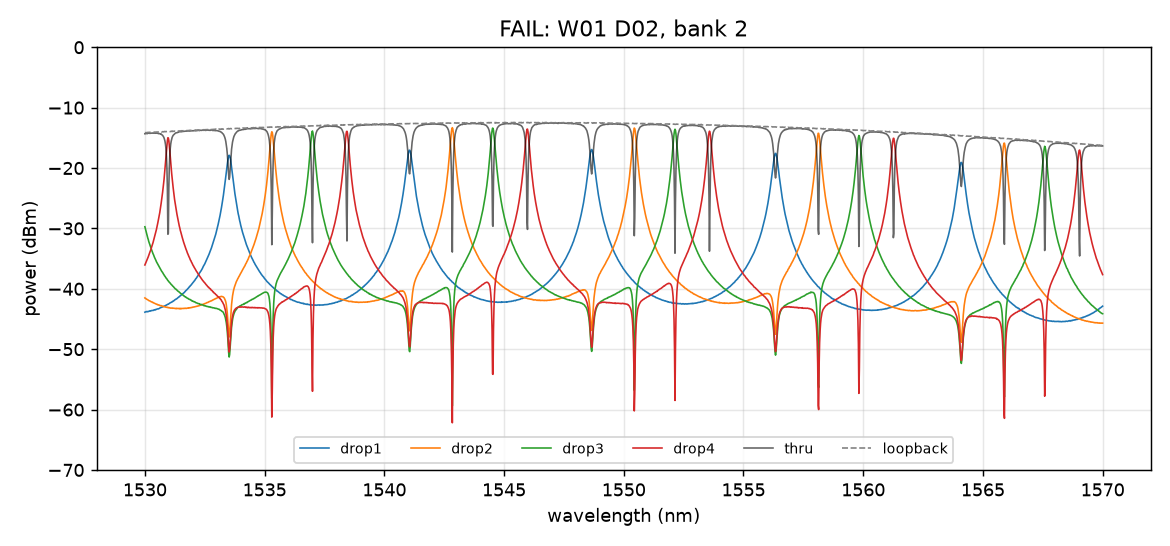 FAIL: W01 D02, bank 2
power (dBm)
0
−10
−20
−30
−40
−50
−60
−70
drop1 drop2 drop3 drop4 thru loopback
1530 1535 1540 1545 1550 1555 1560 1565 1570
wavelength (nm)